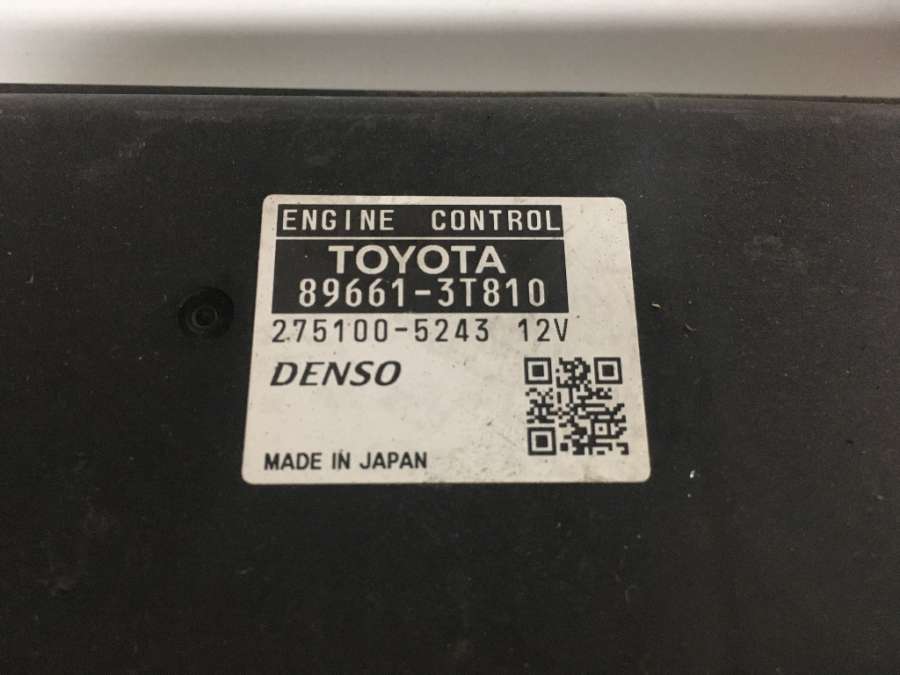 ENGINE CONTROL
TOYOTA
89661-3T810
275100-5243 12V
DENSO
MADE IN JAPAN